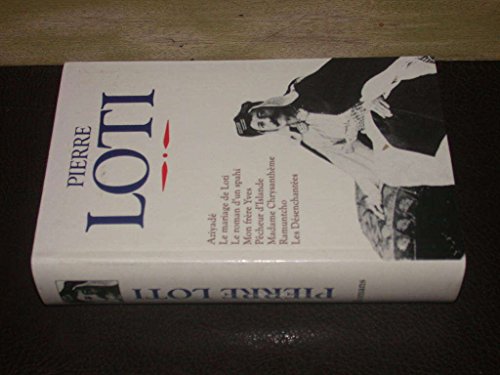 PIERRE
LOTI
Aziyadé
Le mariage de Loti
Le roman d'un spahi
Mon frère Yves
Pêcheur d'Islande
Madame Chrysanthème
Ramuntcho
Les Désenchantées
PIERRE LOTI